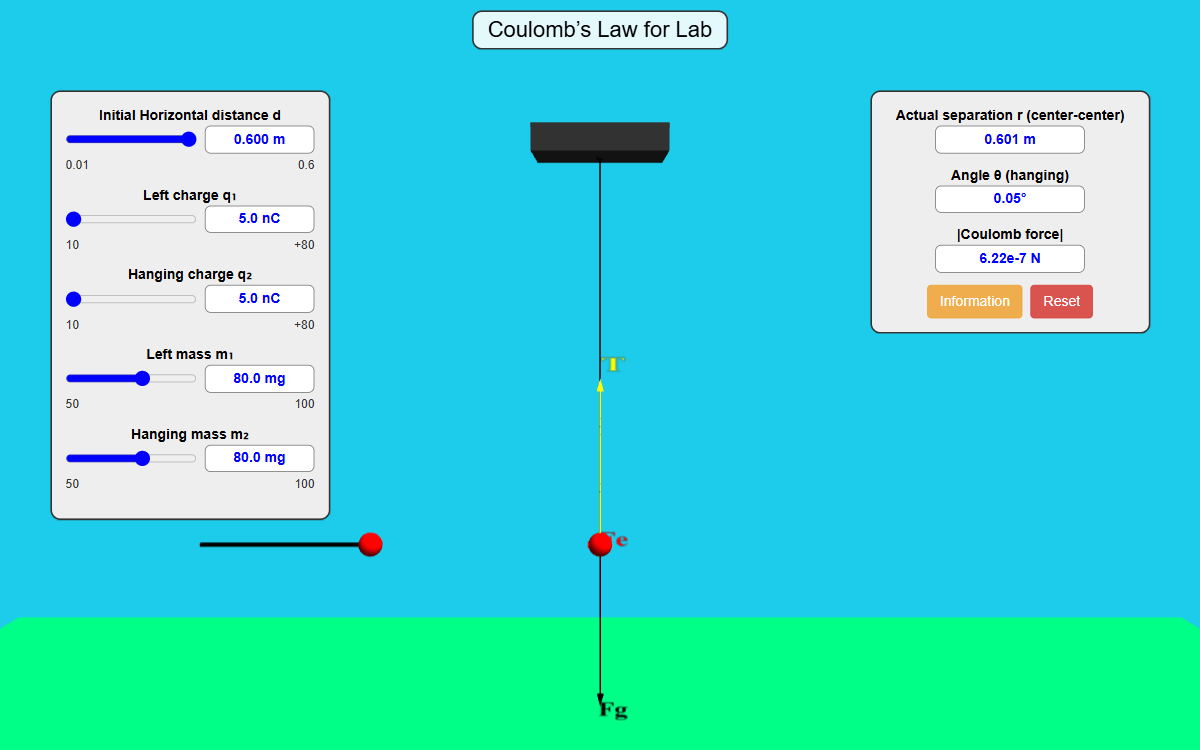 Coulomb’s Law for Lab
Initial Horizontal distance d
0.600 m
0.01 0.6
Left charge q₁
5.0 nC
10 +80
Hanging charge q₂
5.0 nC
10 +80
Left mass m₁
80.0 mg
50 100
Hanging mass m₂
80.0 mg
50 100
Actual separation r (center-center)
0.601 m
Angle θ (hanging)
0.05°
|Coulomb force|
6.22e-7 N
Information Reset
T
Fe
Fg